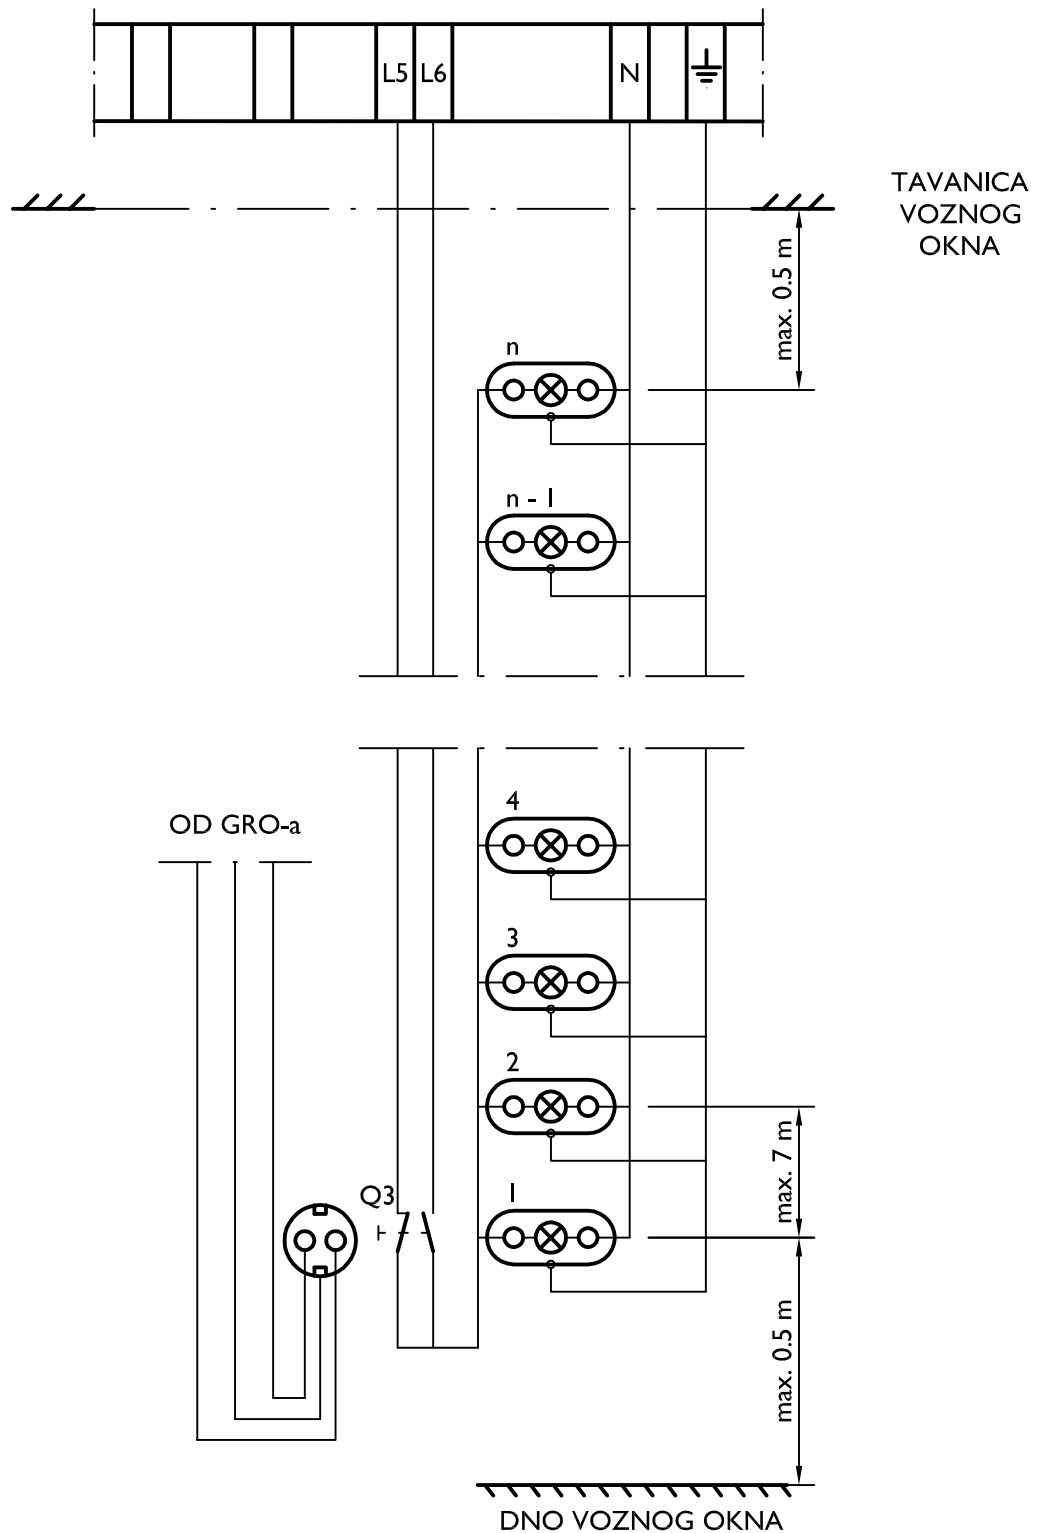 L5 L6 N
TAVANICA
VOZNOG
OKNA
max. 0.5 m
n
n - 1
4
OD GRO-a
3
2
max. 7 m
Q3
1
max. 0.5 m
DNO VOZNOG OKNA